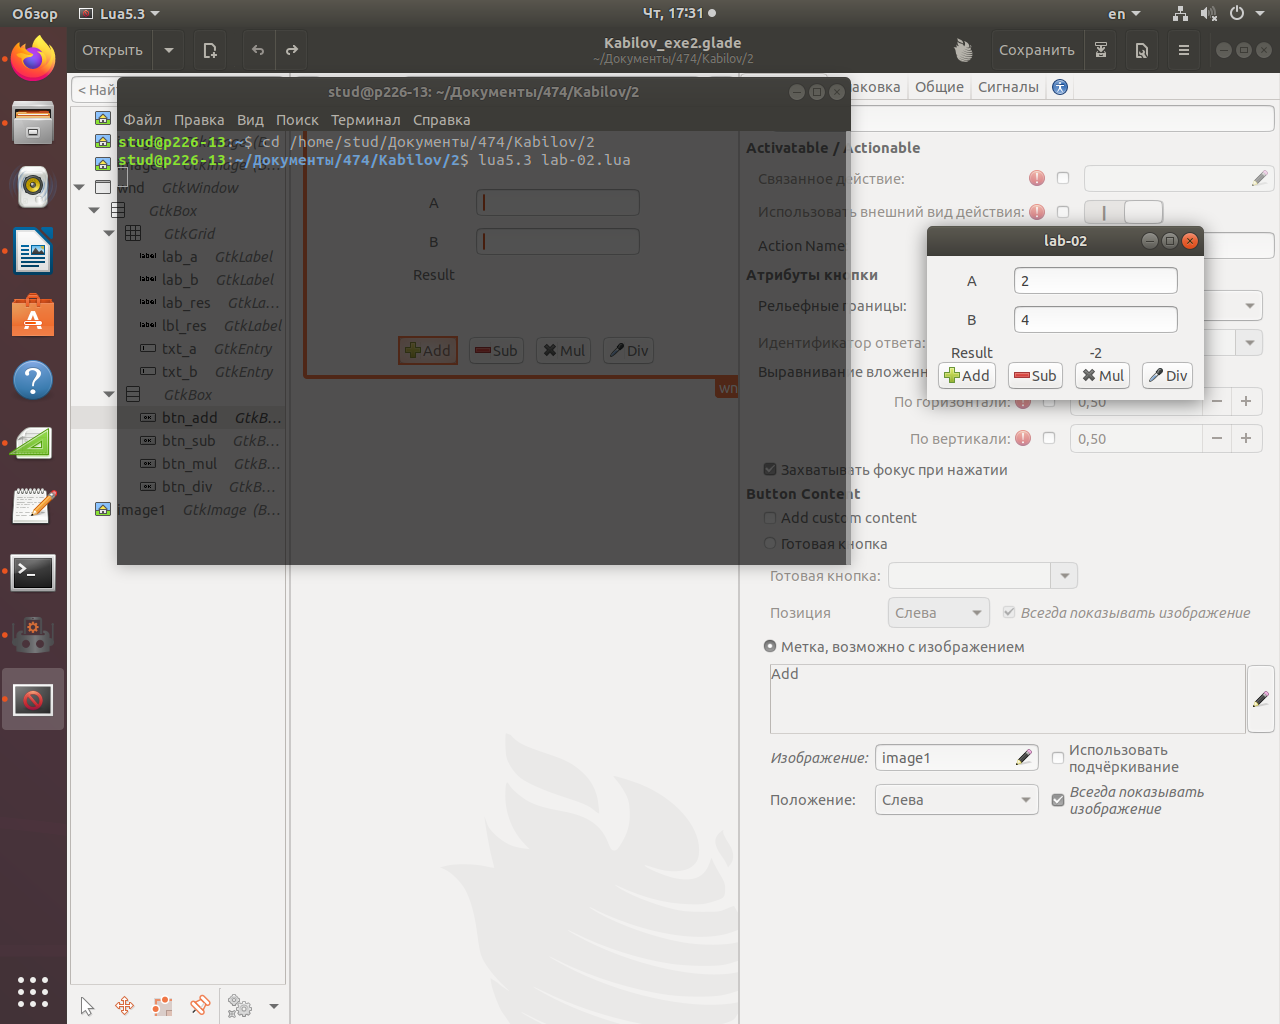 Обзор
Lua5.3
Чт, 17:31
en
Открыть
Kabilov_exe2.glade
~/Документы/474/Kabilov/2
Сохранить
< Най
аковка
Общие
Сигналы
stud@p226-13: ~/Документы/474/Kabilov/2
Файл Правка Вид Поиск Терминал Справка
stud@p226-13:~$ cd /home/stud/Документы/474/Kabilov/2
stud@p226-13:~/Документы/474/Kabilov/2$ lua5.3 lab-02.lua
wnd GtkWindow
GtkBox
GtkGrid
lab_a GtkLabel
lab_b GtkLabel
lab_res GtkLa...
lbl_res GtkLabel
txt_a GtkEntry
txt_b GtkEntry
GtkBox
btn_add GtkB...
btn_sub GtkB...
btn_mul GtkB...
btn_div GtkB...
image1 GtkImage (B...
A
B
Result
Add
Sub
Mul
Div
wn
Activatable / Actionable
Связанное действие:
Использовать внешний вид действия:
Action Name
Атрибуты кнопки
Рельефные границы:
Идентификатор ответа:
Выравнивание вложенн
По горизонтали:
0,50
По вертикали:
0,50
Захватывать фокус при нажатии
Button Content
Add custom content
Готовая кнопка
Готовая кнопка:
Позиция
Слева
Всегда показывать изображение
Метка, возможно с изображением
Add
Изображение:
image1
Использовать
подчёркивание
Положение:
Слева
Всегда показывать
изображение
lab-02
A
2
B
4
Result
-2
Add
Sub
Mul
Div